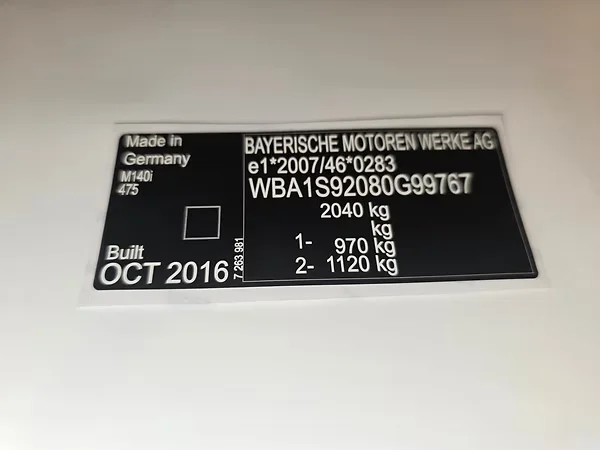 Made in
Germany
M140i
475
Built
OCT 2016
7 263 981
BAYERISCHE MOTOREN WERKE AG
e1*2007/46*0283
WBA1S92080G99767
2040 kg
kg
1- 970 kg
2- 1120 kg